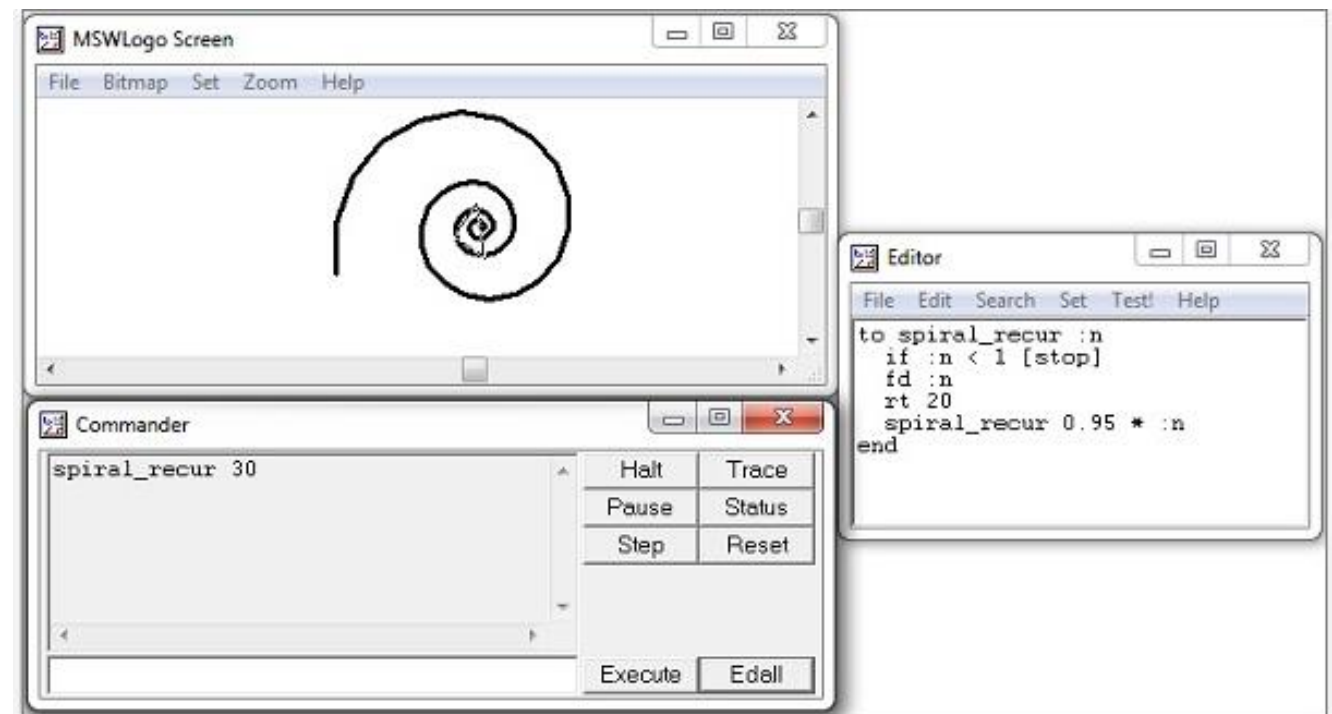 MSWLogo Screen
File Bitmap Set Zoom Help
Editor
File Edit Search Set Test! Help
to spiral_recur :n
if :n < 1 [stop]
fd :n
rt 20
spiral_recur 0.95 * :n
end
Commander
spiral_recur 30
Halt Trace
Pause Status
Step Reset
Execute Edall